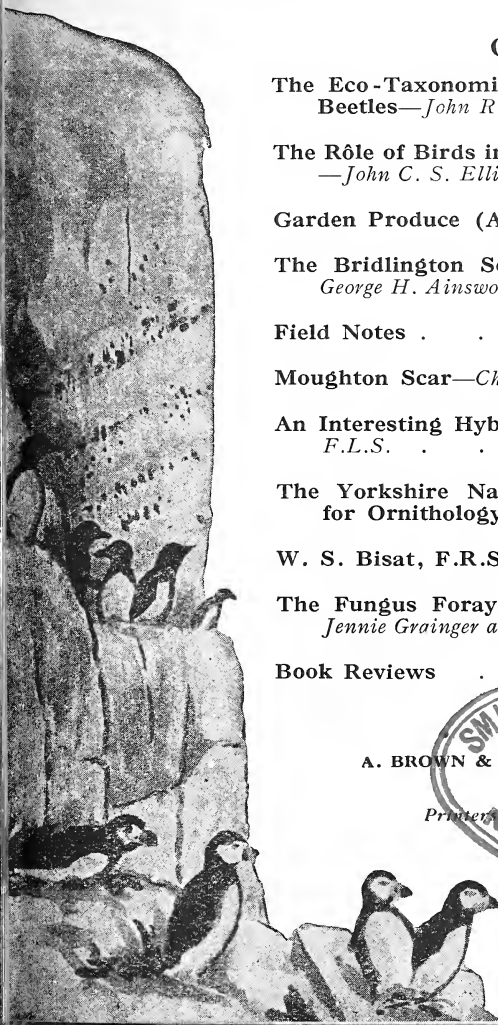 C
The Eco-Taxonomi
Beetles—John R
The Rôle of Birds in
—John C. S. Elli
Garden Produce (A
The Bridlington Se
George H. Ainswo
Field Notes . .
Moughton Scar—Ch
An Interesting Hyb
F.L.S. . .
The Yorkshire Na
for Ornithology
W. S. Bisat, F.R.S
The Fungus Foray
Jennie Grainger a
Book Reviews .
SM
A. BROWN &
Printers